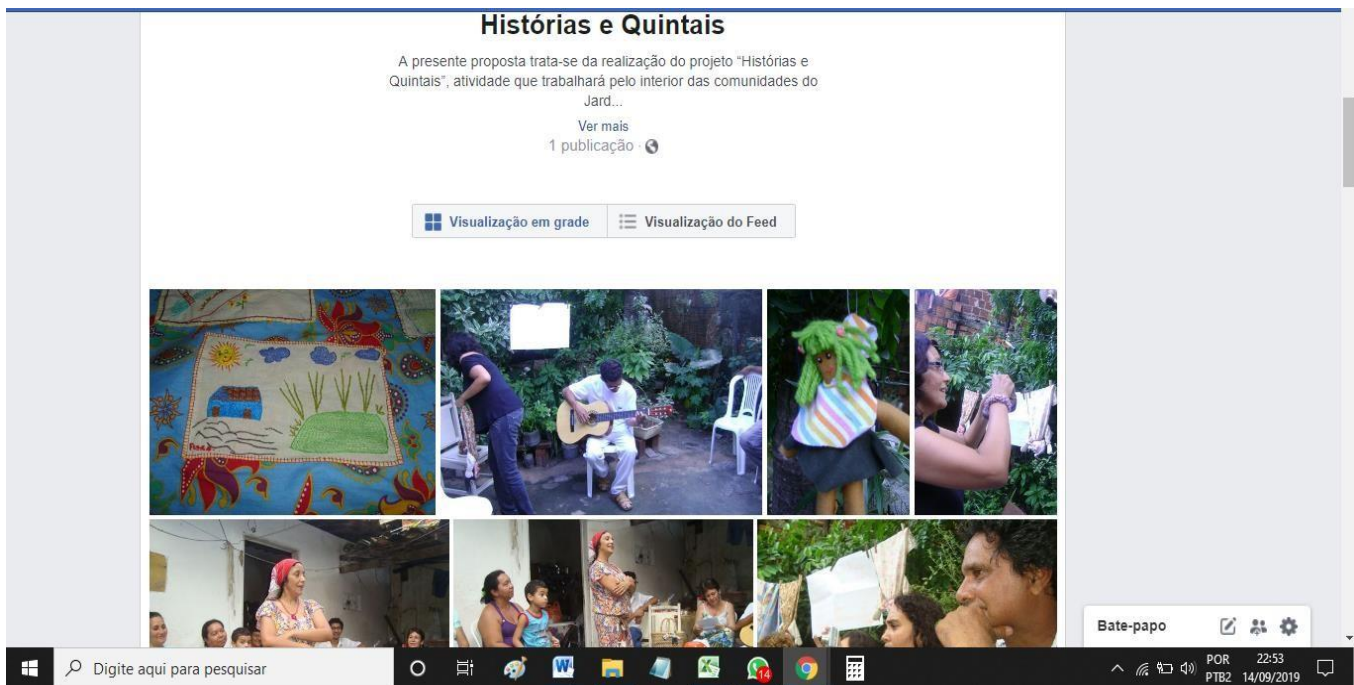 Histórias e Quintais
A presente proposta trata-se da realização do projeto “Histórias e
Quintais”, atividade que trabalhará pelo interior das comunidades do
Jard...
Ver mais
1 publicação ·
Visualização em grade
Visualização do Feed
Bate-papo
Digite aqui para pesquisar
14
POR
PTB2
22:53
14/09/2019